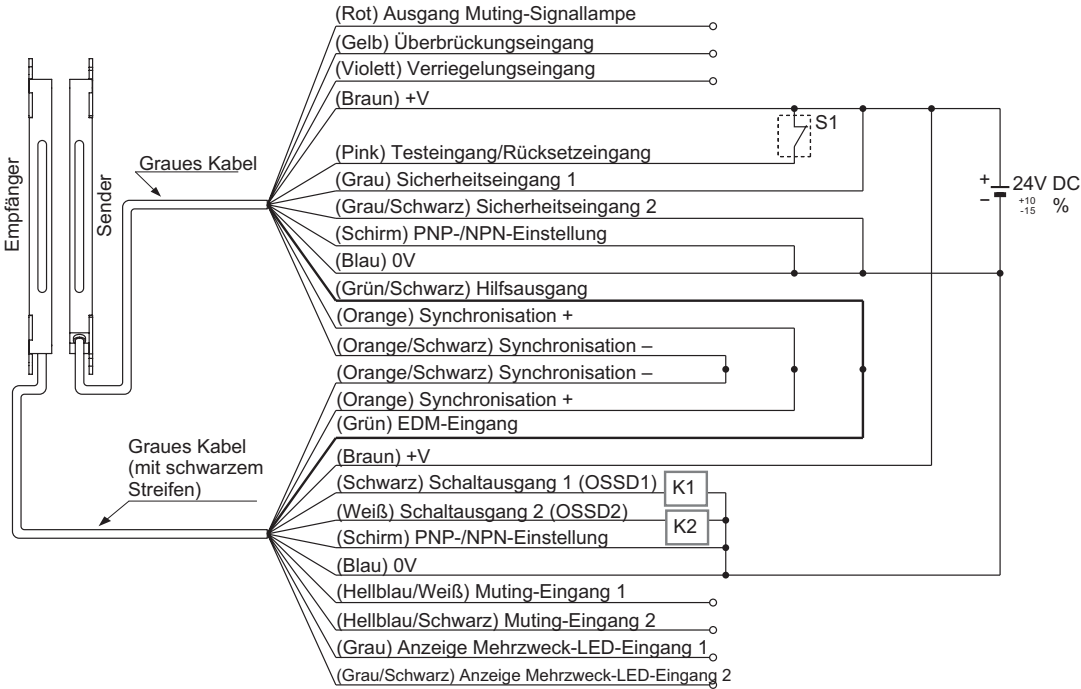 (Rot) Ausgang Muting-Signallampe
(Gelb) Überbrückungseingang
(Violett) Verriegelungseingang
(Braun) +V
S1
(Pink) Testeingang/Rücksetzeingang
Graues Kabel
(Grau) Sicherheitseingang 1
+
24V DC
−
+10
-15
%
(Grau/Schwarz) Sicherheitseingang 2
Empfänger
Sender
(Schirm) PNP-/NPN-Einstellung
(Blau) 0V
(Grün/Schwarz) Hilfsausgang
(Orange) Synchronisation +
(Orange/Schwarz) Synchronisation –
(Orange/Schwarz) Synchronisation –
(Orange) Synchronisation +
(Grün) EDM-Eingang
Graues Kabel
(mit schwarzem
Streifen)
(Braun) +V
(Schwarz) Schaltausgang 1 (OSSD1)
K1
(Weiß) Schaltausgang 2 (OSSD2)
K2
(Schirm) PNP-/NPN-Einstellung
(Blau) 0V
(Hellblau/Weiß) Muting-Eingang 1
(Hellblau/Schwarz) Muting-Eingang 2
(Grau) Anzeige Mehrzweck-LED-Eingang 1
(Grau/Schwarz) Anzeige Mehrzweck-LED-Eingang 2